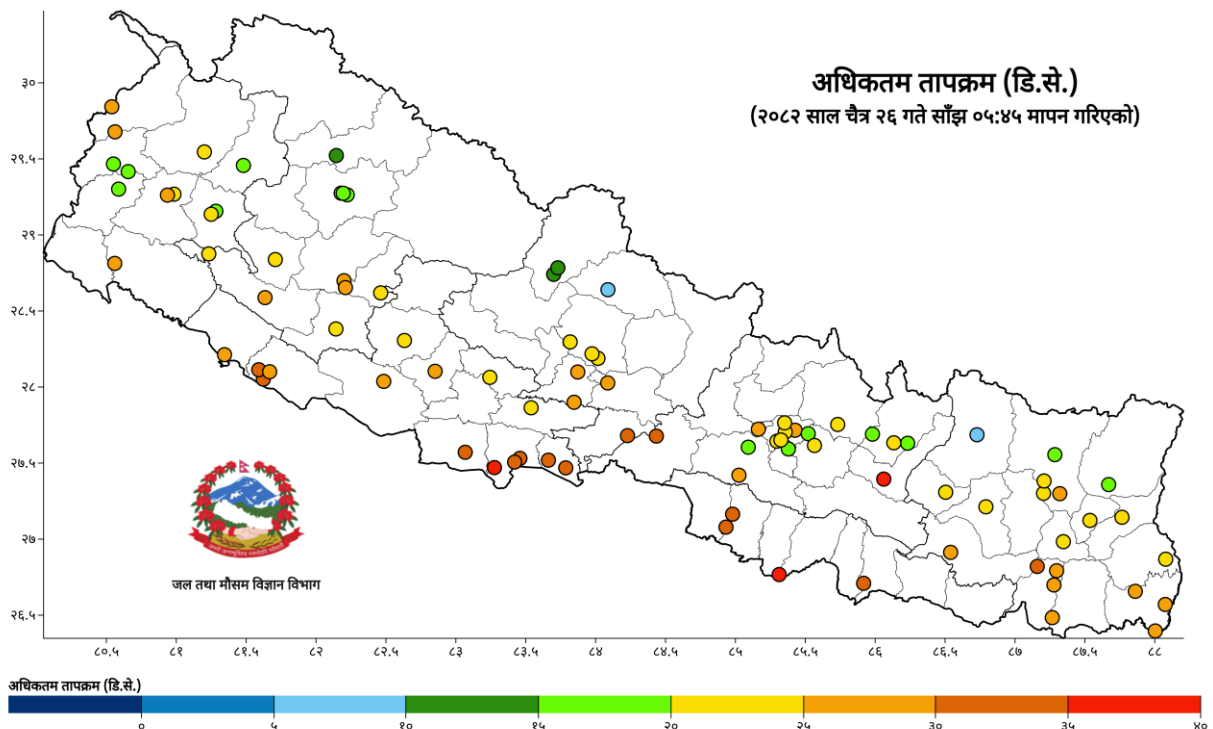 अधिकतम तापक्रम (डि.से.)
(२०८२ साल चैत्र २६ गते साँझ ०५:४५ मापन गरिएको)
३०
२९.५
२९
२८.५
२८
२७.५
२७
२६.५
जल तथा मौसम विज्ञान विभाग
८०.५ ८१ ८१.५ ८२ ८२.५ ८३ ८३.५ ८४ ८४.५ ८५ ८५.५ ८६ ८६.५ ८७ ८७.५ ८८
अधिकतम तापक्रम (डि.से.)
० ५ १० १५ २० २५ ३० ३५ ४०